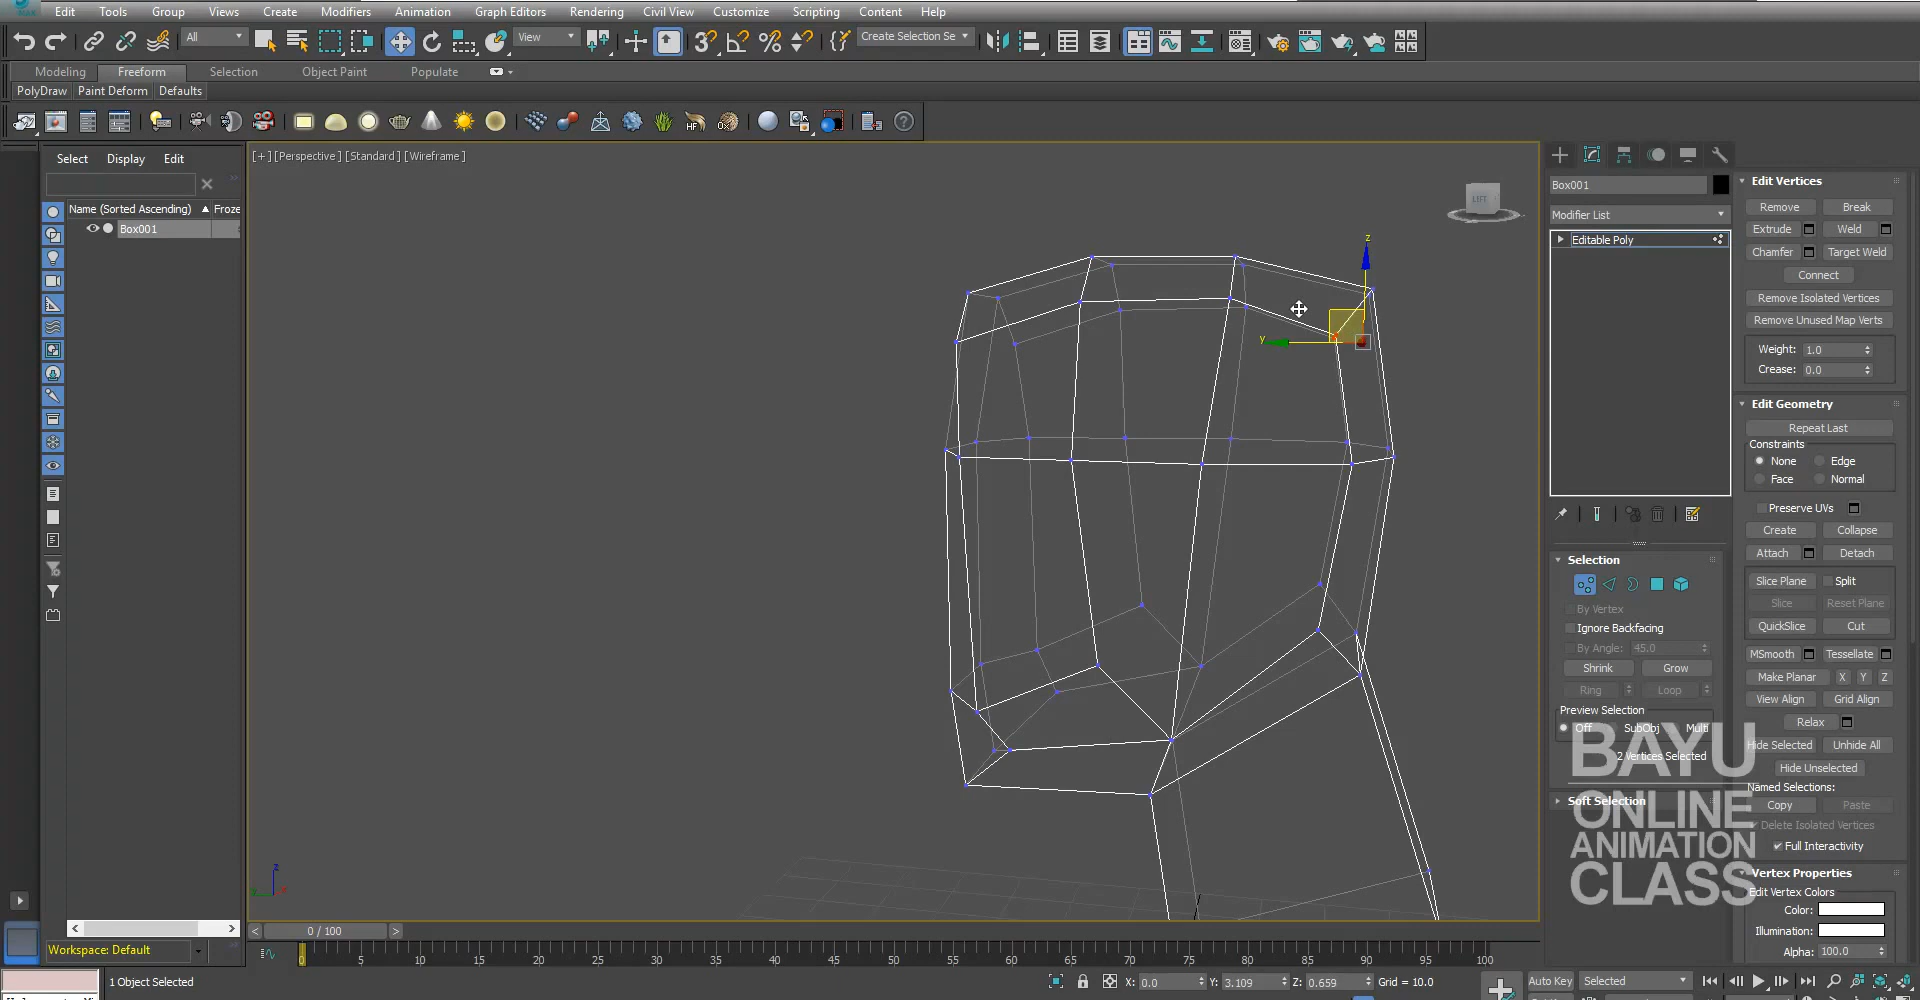 Edit Tools Group Views Create Modifiers Animation Graph Editors Rendering Civil View Customize Scripting Content Help
All View Create Selection Se
Modeling Freeform Selection Object Paint Populate
PolyDraw Paint Deform Defaults
Select Display Edit
Name (Sorted Ascending) Froze
Box001
[+] [Perspective] [Standard] [Wireframe]
LEFT
z
y
Box001
Modifier List
Editable Poly
Selection
By Vertex
Ignore Backfacing
By Angle: 45.0
Shrink Grow
Ring Loop
Preview Selection
Off SubObj Multi
2 Vertices Selected
Soft Selection
Edit Vertices
Remove Break
Extrude Weld
Chamfer Target Weld
Connect
Remove Isolated Vertices
Remove Unused Map Verts
Weight: 1.0
Crease: 0.0
Edit Geometry
Repeat Last
Constraints
None Edge
Face Normal
Preserve UVs
Create Collapse
Attach Detach
Slice Plane Split
Slice Reset Plane
QuickSlice Cut
MSmooth Tessellate
Make Planar X Y Z
View Align Grid Align
Relax
Hide Selected Unhide All
Hide Unselected
Named Selections:
Copy Paste
Delete Isolated Vertices
Full Interactivity
Vertex Properties
Edit Vertex Colors
Color:
Illumination:
Alpha: 100.0
BAYU
ONLINE
ANIMATION
CLASS
z
< 0 / 100 >
Workspace: Default
0 5 10 15 20 25 30 35 40 45 50 55 60 65 70 75 80 85 90 95 100
1 Object Selected
X: 0.0 Y: 3.109 Z: 0.659 Grid = 10.0
Auto Key Selected